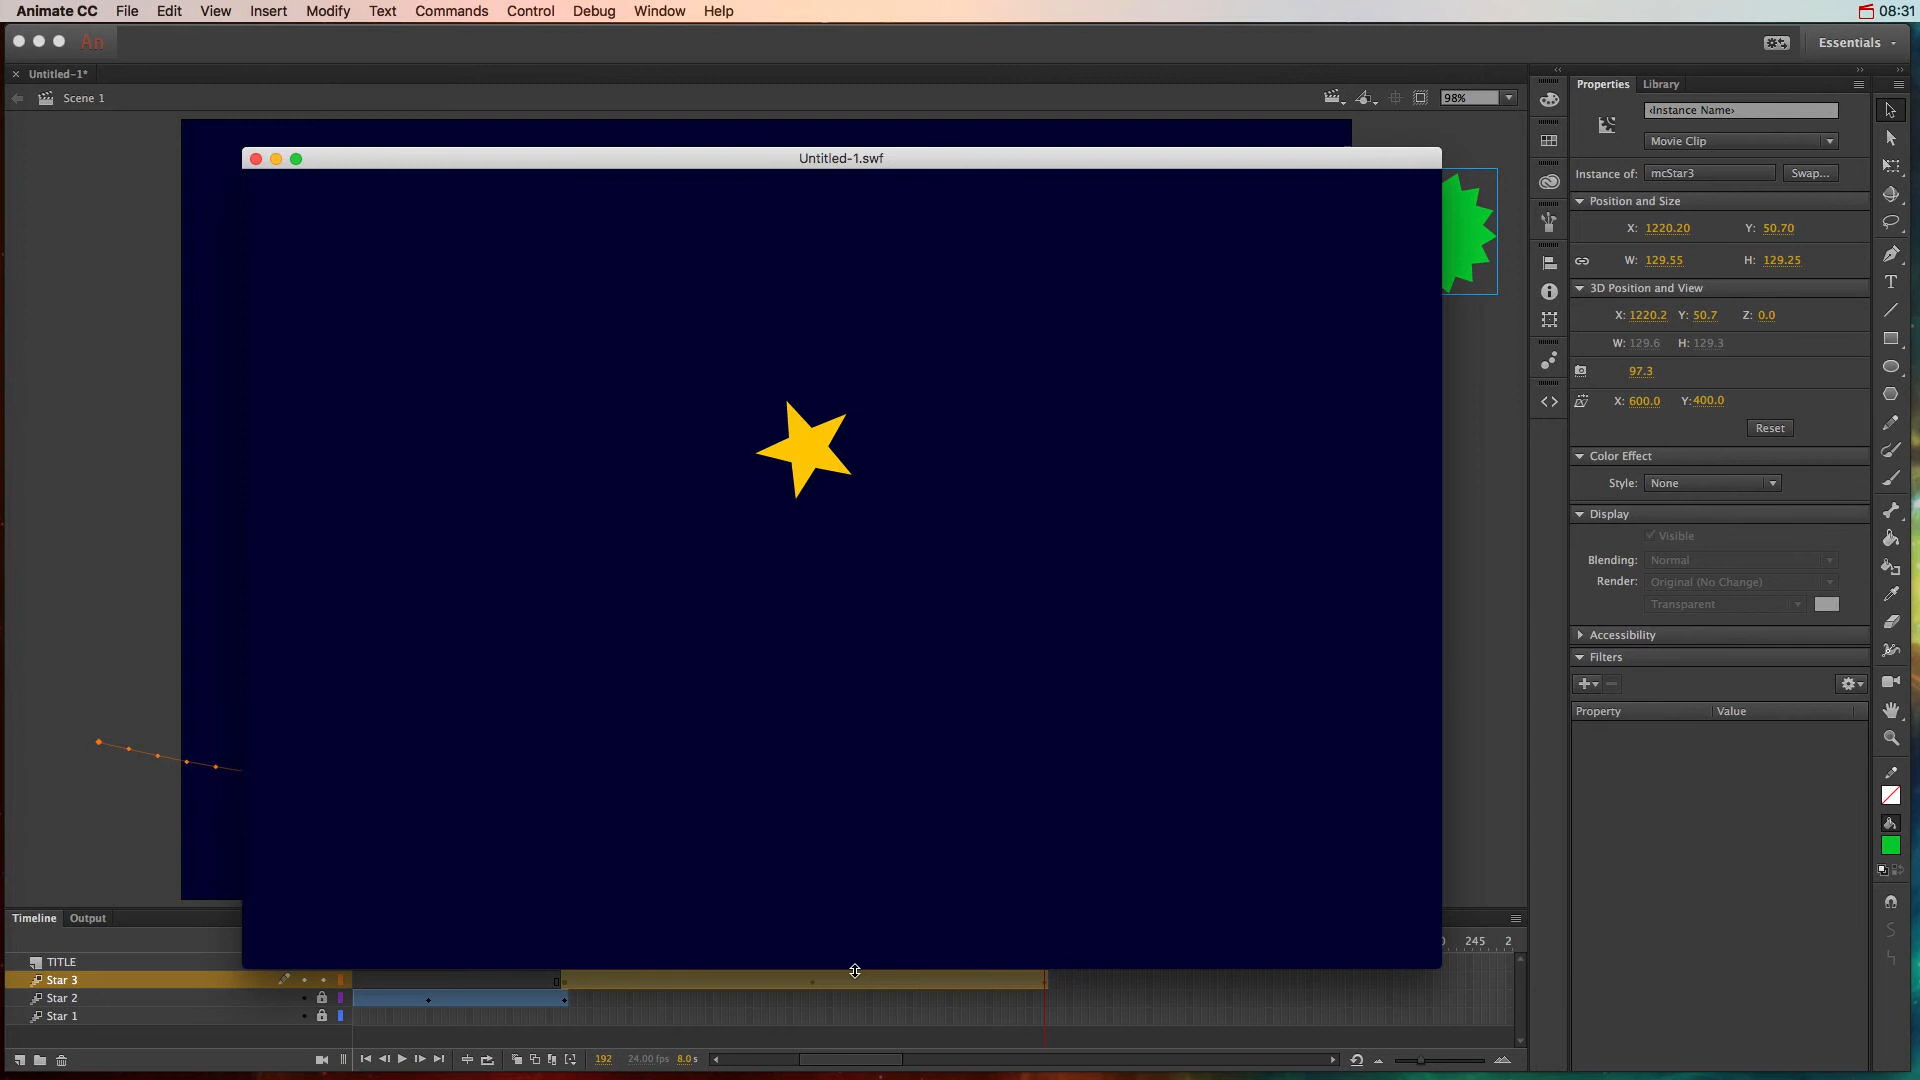 Animate CC File Edit View Insert Modify Text Commands Control Debug Window Help 08:31
An Essentials
Untitled-1*
Scene 1 98%
Untitled-1.swf
Properties Library
‹Instance Name›
Movie Clip
Instance of: mcStar3 Swap...
Position and Size
X: 1220.20 Y: 50.70
W: 129.55 H: 129.25
3D Position and View
X: 1220.2 Y: 50.7 Z: 0.0
W: 129.6 H: 129.3
97.3
X: 600.0 Y: 400.0
Reset
Color Effect
Style: None
Display
Visible
Blending: Normal
Render: Original (No Change)
Transparent
Accessibility
Filters
Property Value
Timeline Output
245 2
TITLE
Star 3
Star 2
Star 1
192 24.00 fps 8.0 s